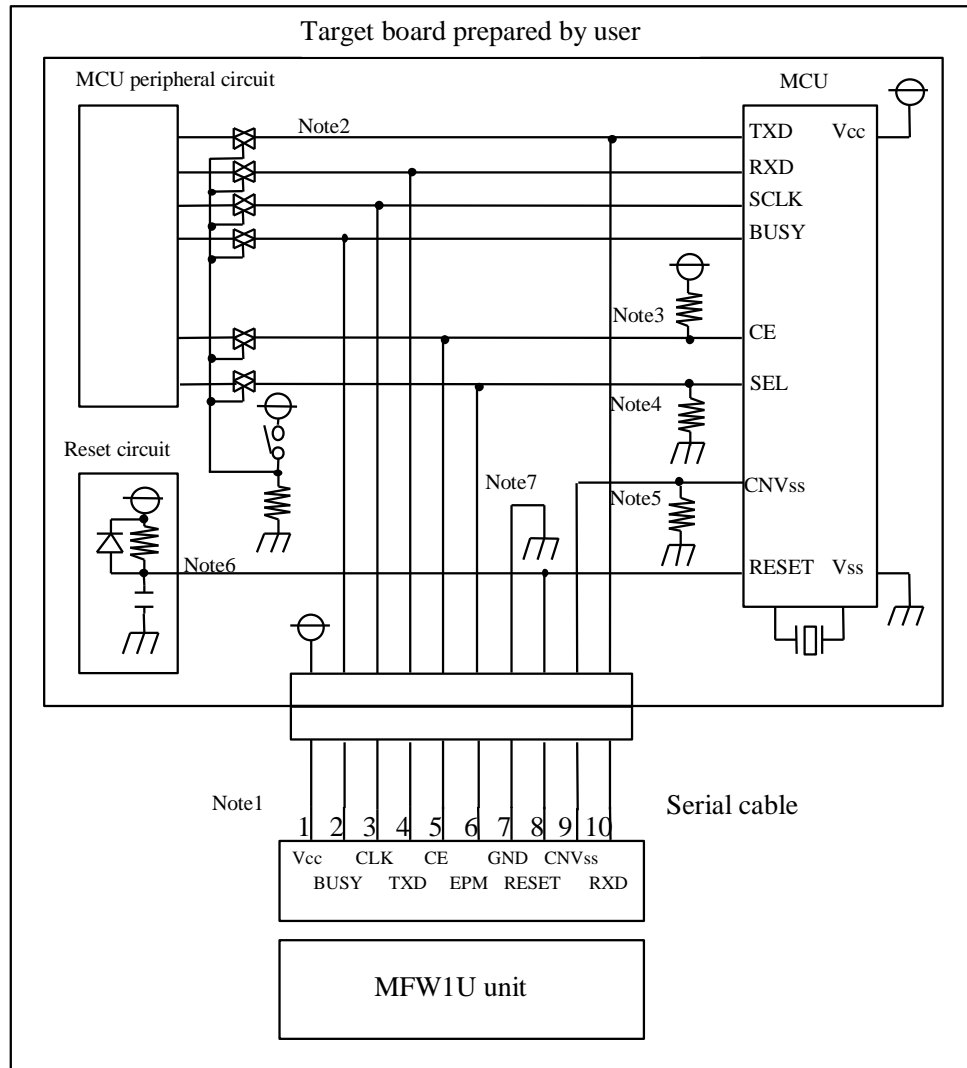 Target board prepared by user
MCU peripheral circuit
MCU
Note2
TXD
Vcc
RXD
SCLK
BUSY
Note3
CE
SEL
Note4
Reset circuit
Note7
Note5
CNVss
Note6
RESET
Vss
Note1
Serial cable
1 2 3 4 5 6 7 8 9 10
Vcc CLK CE GND CNVss
BUSY TXD EPM RESET RXD
MFW1U unit